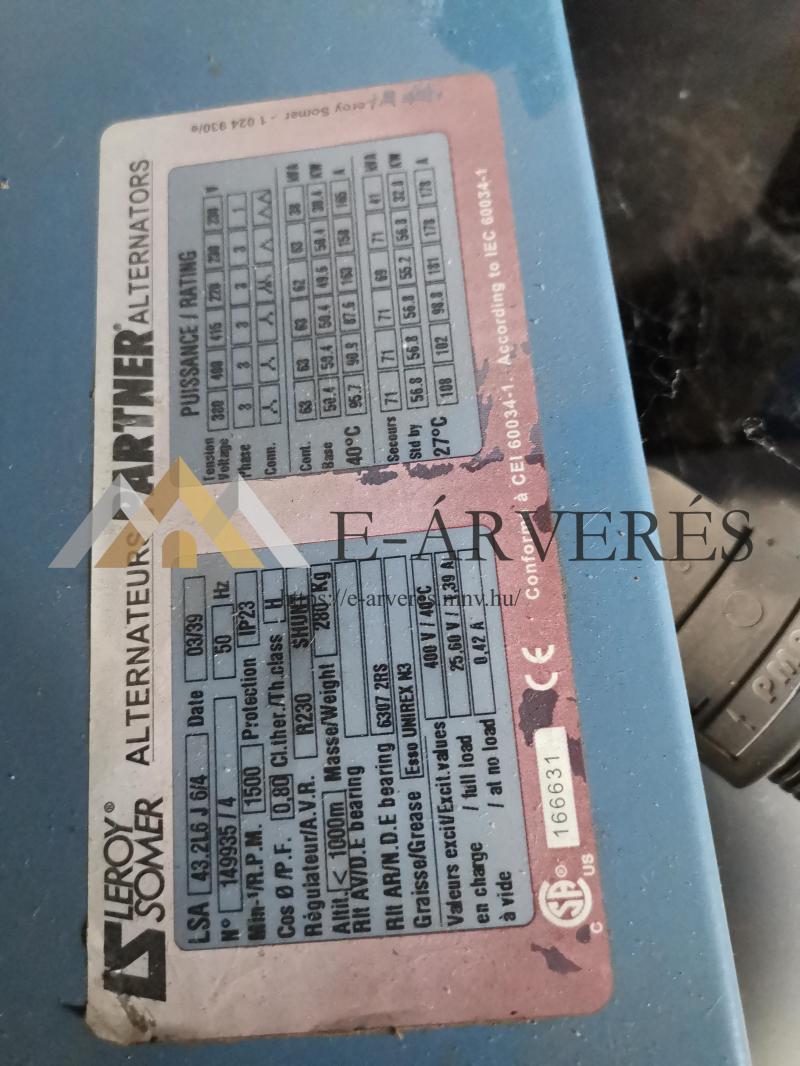 LEROY®
SOMER
ALTERNATEURS PARTNER® ALTERNATORS
LSA 43.2L6 J 6/4 Date 03/39
N° 149935 / 4 50 Hz
Min-¹/R.P.M. 1500 Protection IP23
Cos Ø /P.F. 0,80 Cl.ther./Th.class H
Régulateur/A.V.R. R230 SHUNT
Altit. < 1000m Masse/Weight 280 Kg
Rlt AV/D.E bearing
Rlt AR/N.D.E bearing 6307 2RS
Graisse/Grease Esso UNIREX N3
Valeurs excit/Excit.values 400 V / 40°C
en charge / full load 25,60 V / ,39 A
à vide / at no load 0,42 A
PUISSANCE / RATING
Tension
Voltage 380 400 415 220 230 230 V
Phase 3 3 3 3 3 1
Conn.
Cont. 63 63 63 62 63 38 kVA
Base 50.4 50.4 50.4 49.6 50.4 30.4 KW
40°C 95.7 90.9 87.6 163 158 165 A
Secours 71 71 71 69 71 41 kVA
Std by 56.8 56.8 56.8 55.2 56.8 32.8 KW
27°C 108 102 98.8 181 178 178 A
166631
CE
Conforme à CEI 60034-1. According to IEC 60034-1
C SA ® US
Leroy Somer - 1 024 930/e
E-ÁRVERÉS
https://e-arveres.mnv.hu/